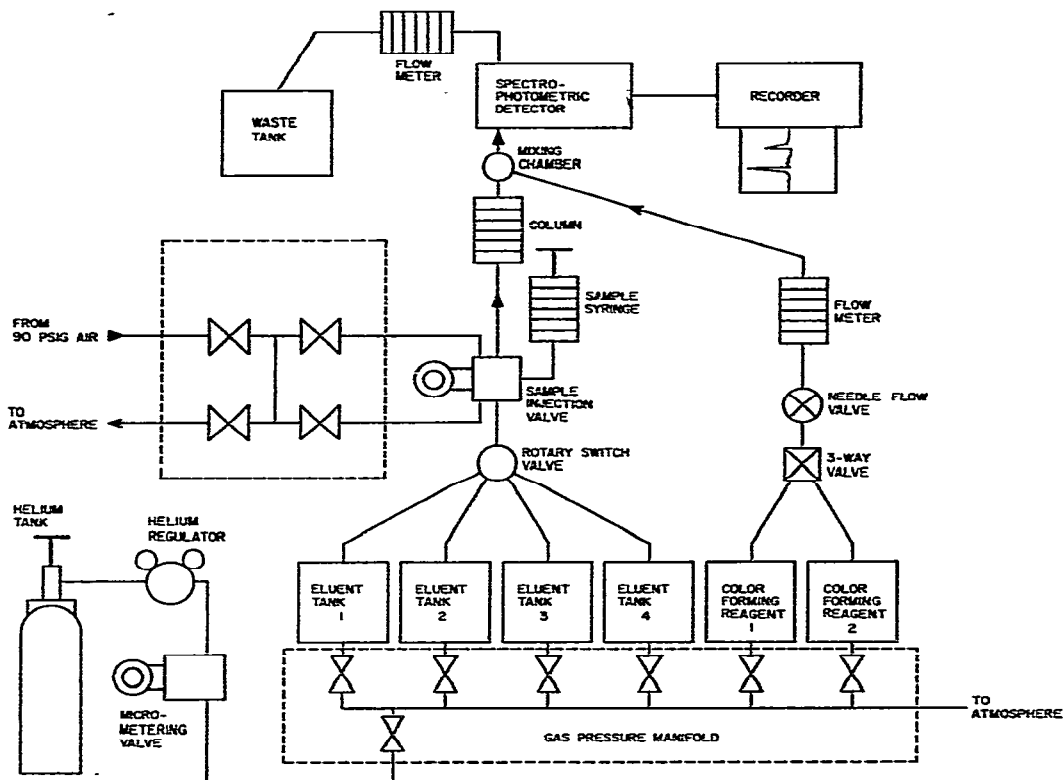 FLOW
METER
WASTE
TANK
SPECTRO-
PHOTOMETRIC
DETECTOR
RECORDER
MIXING
CHAMBER
COLUMN
SAMPLE
SYRINGE
FLOW
METER
FROM
90 PSIG AIR
TO
ATMOSPHERE
SAMPLE
INJECTION
VALVE
NEEDLE FLOW
VALVE
ROTARY SWITCH
VALVE
3-WAY
VALVE
HELIUM
TANK
HELIUM
REGULATOR
ELUENT
TANK
1
ELUENT
TANK
2
ELUENT
TANK
3
ELUENT
TANK
4
COLOR
FORMING
REAGENT
1
COLOR
FORMING
REAGENT
2
MICRO-
METERING
VALVE
GAS PRESSURE MANIFOLD
TO
ATMOSPHERE